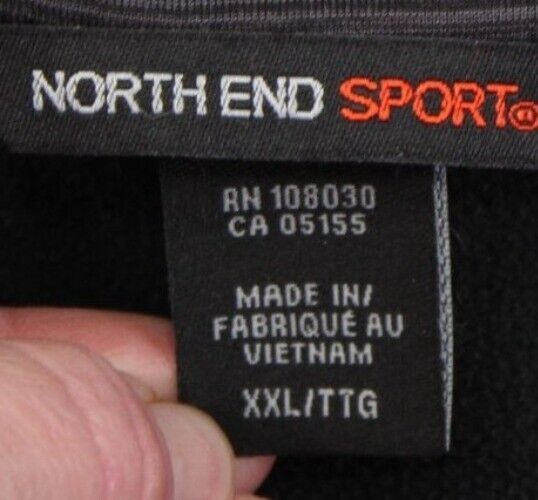 NORTH END SPORT®
RN 108030
CA 05155
MADE IN/
FABRIQUÉ AU
VIETNAM
XXL/TTG